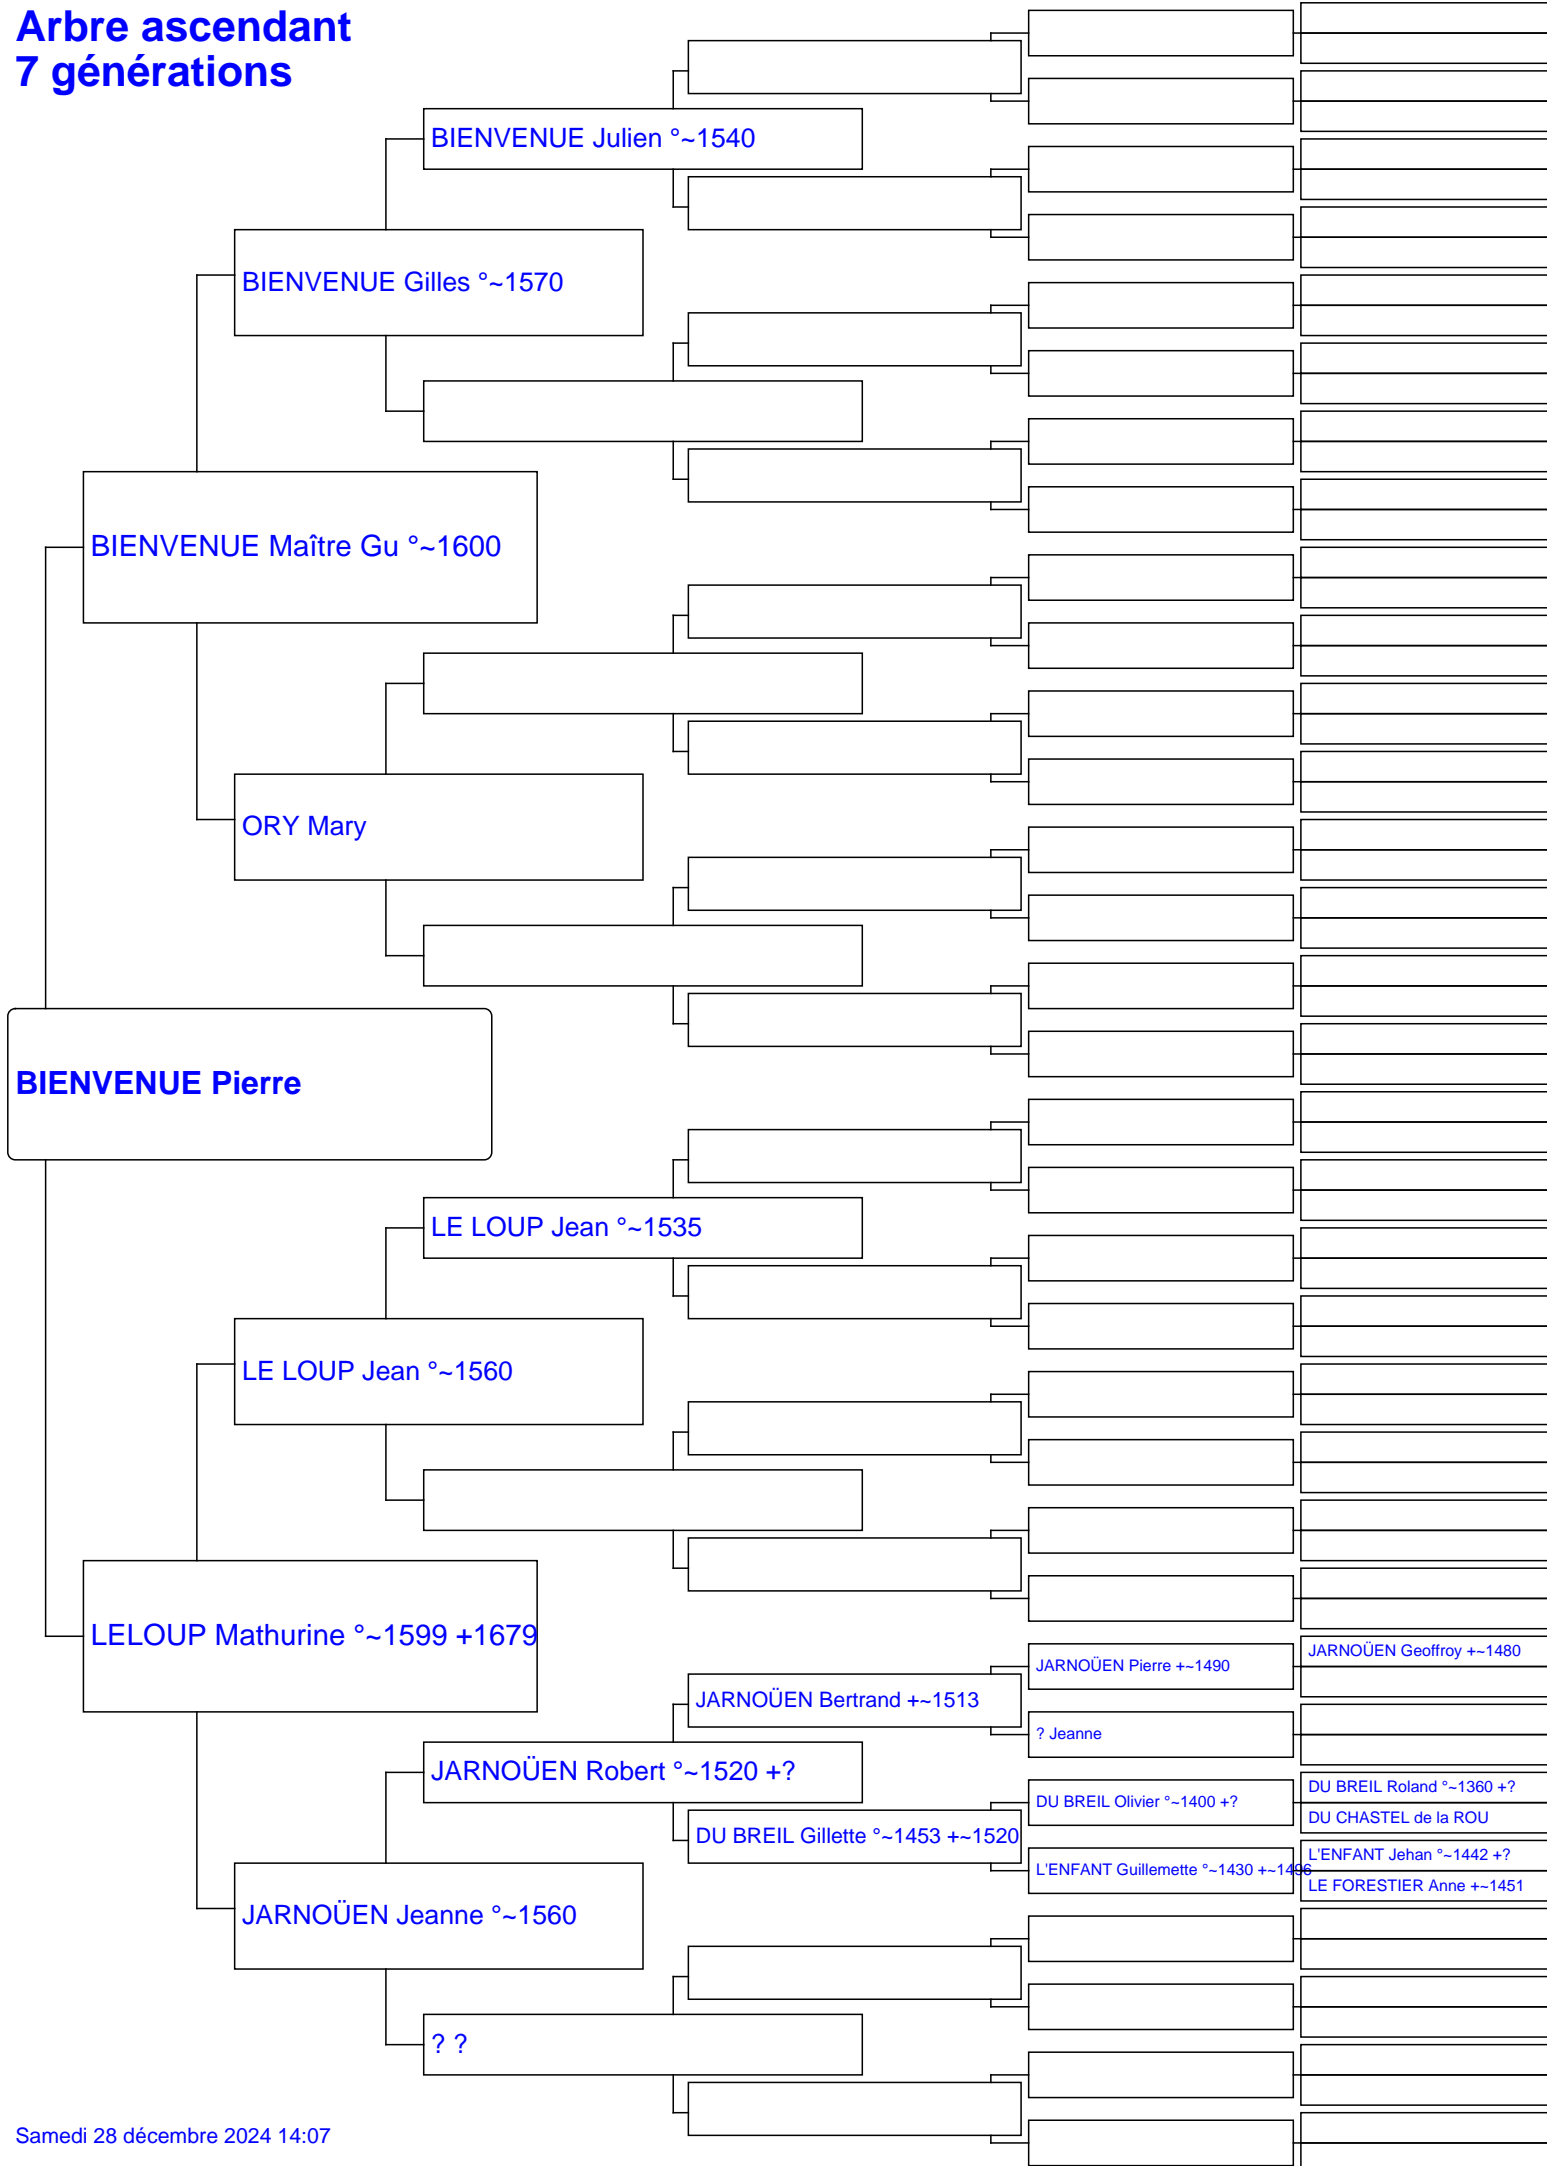 Arbre ascendant
7 générations
BIENVENUE Julien °~1540
BIENVENUE Gilles °~1570
BIENVENUE Maître Gu °~1600
ORY Mary
BIENVENUE Pierre
LE LOUP Jean °~1535
LE LOUP Jean °~1560
LELOUP Mathurine °~1599 +1679
JARNOÜEN Geoffroy +~1480
JARNOÜEN Pierre +~1490
JARNOÜEN Bertrand +~1513
? Jeanne
JARNOÜEN Robert °~1520 +?
DU BREIL Roland °~1360 +?
DU BREIL Olivier °~1400 +?
DU CHASTEL de la ROU
DU BREIL Gillette °~1453 +~1520
L'ENFANT Jehan °~1442 +?
L'ENFANT Guillemette °~1430 +~1496
LE FORESTIER Anne +~1451
JARNOÜEN Jeanne °~1560
? ?
Samedi 28 décembre 2024 14:07